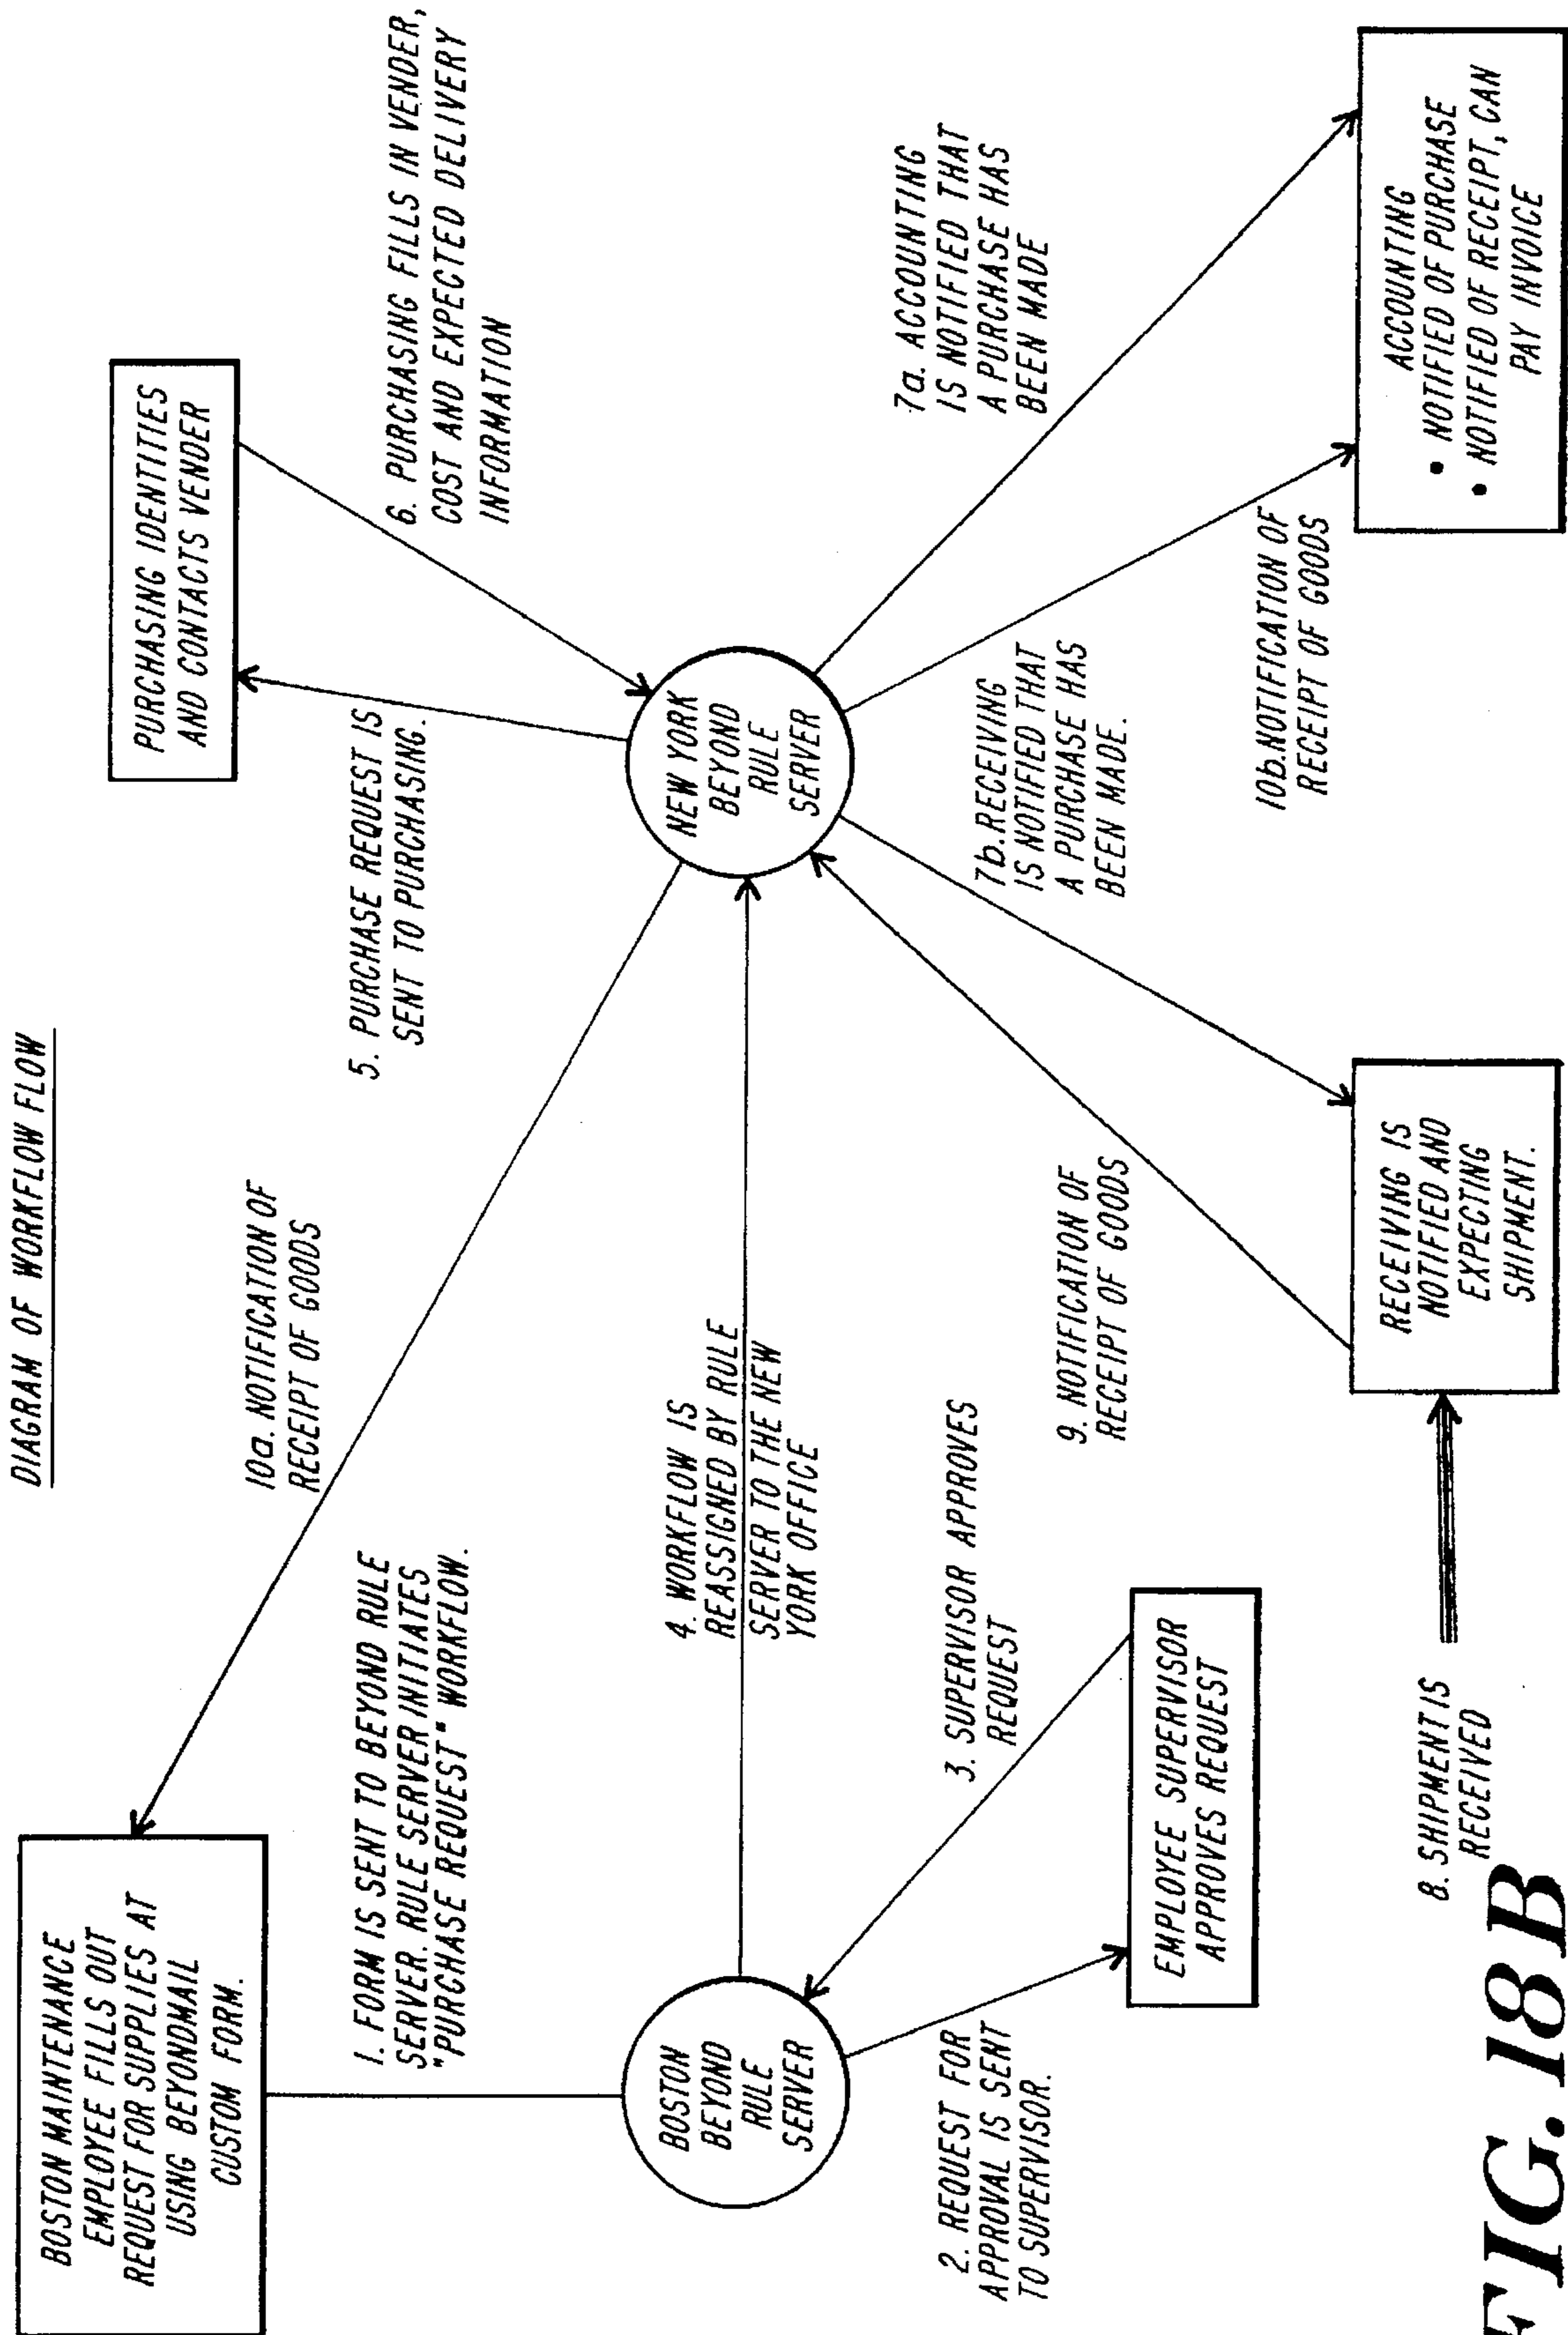 DIAGRAM OF WORKFLOW FLOW
BOSTON MAINTENANCE
EMPLOYEE FILLS OUT
REQUEST FOR SUPPLIES AT
USING BEYONDMAIL
CUSTOM FORM.
10a. NOTIFICATION OF
RECEIPT OF GOODS
PURCHASING IDENTITIES
AND CONTACTS VENDER
1. FORM IS SENT TO BEYOND RULE
SERVER. RULE SERVER INITIATES
"PURCHASE REQUEST" WORKFLOW.
5. PURCHASE REQUEST IS
SENT TO PURCHASING.
6. PURCHASING FILLS IN VENDER,
COST AND EXPECTED DELIVERY
INFORMATION
BOSTON
BEYOND
RULE
SERVER
4. WORKFLOW IS
REASSIGNED BY RULE
SERVER TO THE NEW
YORK OFFICE
NEW YORK
BEYOND
RULE
SERVER
2. REQUEST FOR
APPROVAL IS SENT
TO SUPERVISOR.
3. SUPERVISOR APPROVES
REQUEST
9. NOTIFICATION OF
RECEIPT OF GOODS
7b. RECEIVING
IS NOTIFIED THAT
A PURCHASE HAS
BEEN MADE.
7a. ACCOUNTING
IS NOTIFIED THAT
A PURCHASE HAS
BEEN MADE
EMPLOYEE SUPERVISOR
APPROVES REQUEST
10b. NOTIFICATION OF
RECEIPT OF GOODS
8. SHIPMENT IS
RECEIVED
RECEIVING IS
NOTIFIED AND
EXPECTING
SHIPMENT.
ACCOUNTING
• NOTIFIED OF PURCHASE
• NOTIFIED OF RECEIPT, CAN
PAY INVOICE
FIG. 18B